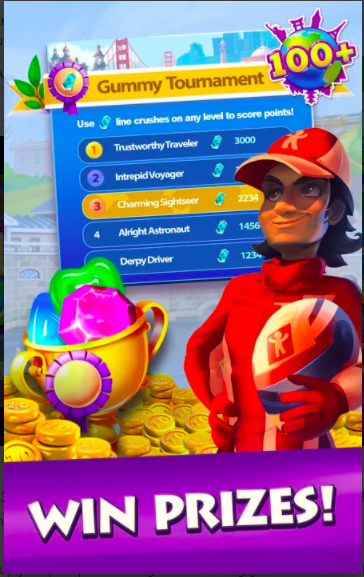 100+
Gummy Tournament
Use line crushes on any level to score points!
1 Trustworthy Traveler 3000
2 Intrepid Voyager
3 Charming Sightseer 2234
4 Alright Astronaut 1456
Derpy Driver 1234
WIN PRIZES!